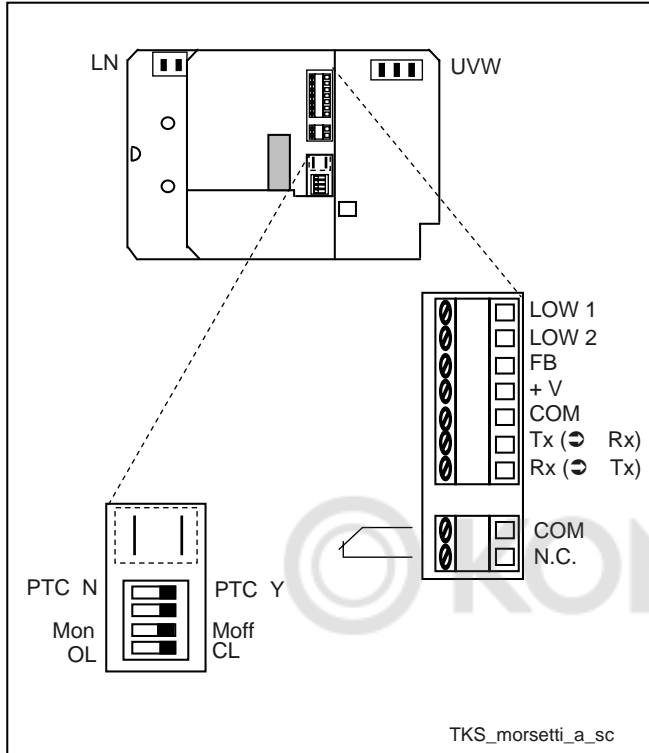 LN
UVW
LOW 1
LOW 2
FB
+ V
COM
Tx (➲ Rx)
Rx (➲ Tx)
COM
N.C.
PTC N PTC Y
Mon Moff
OL CL
KON
TKS_morsetti_a_sc